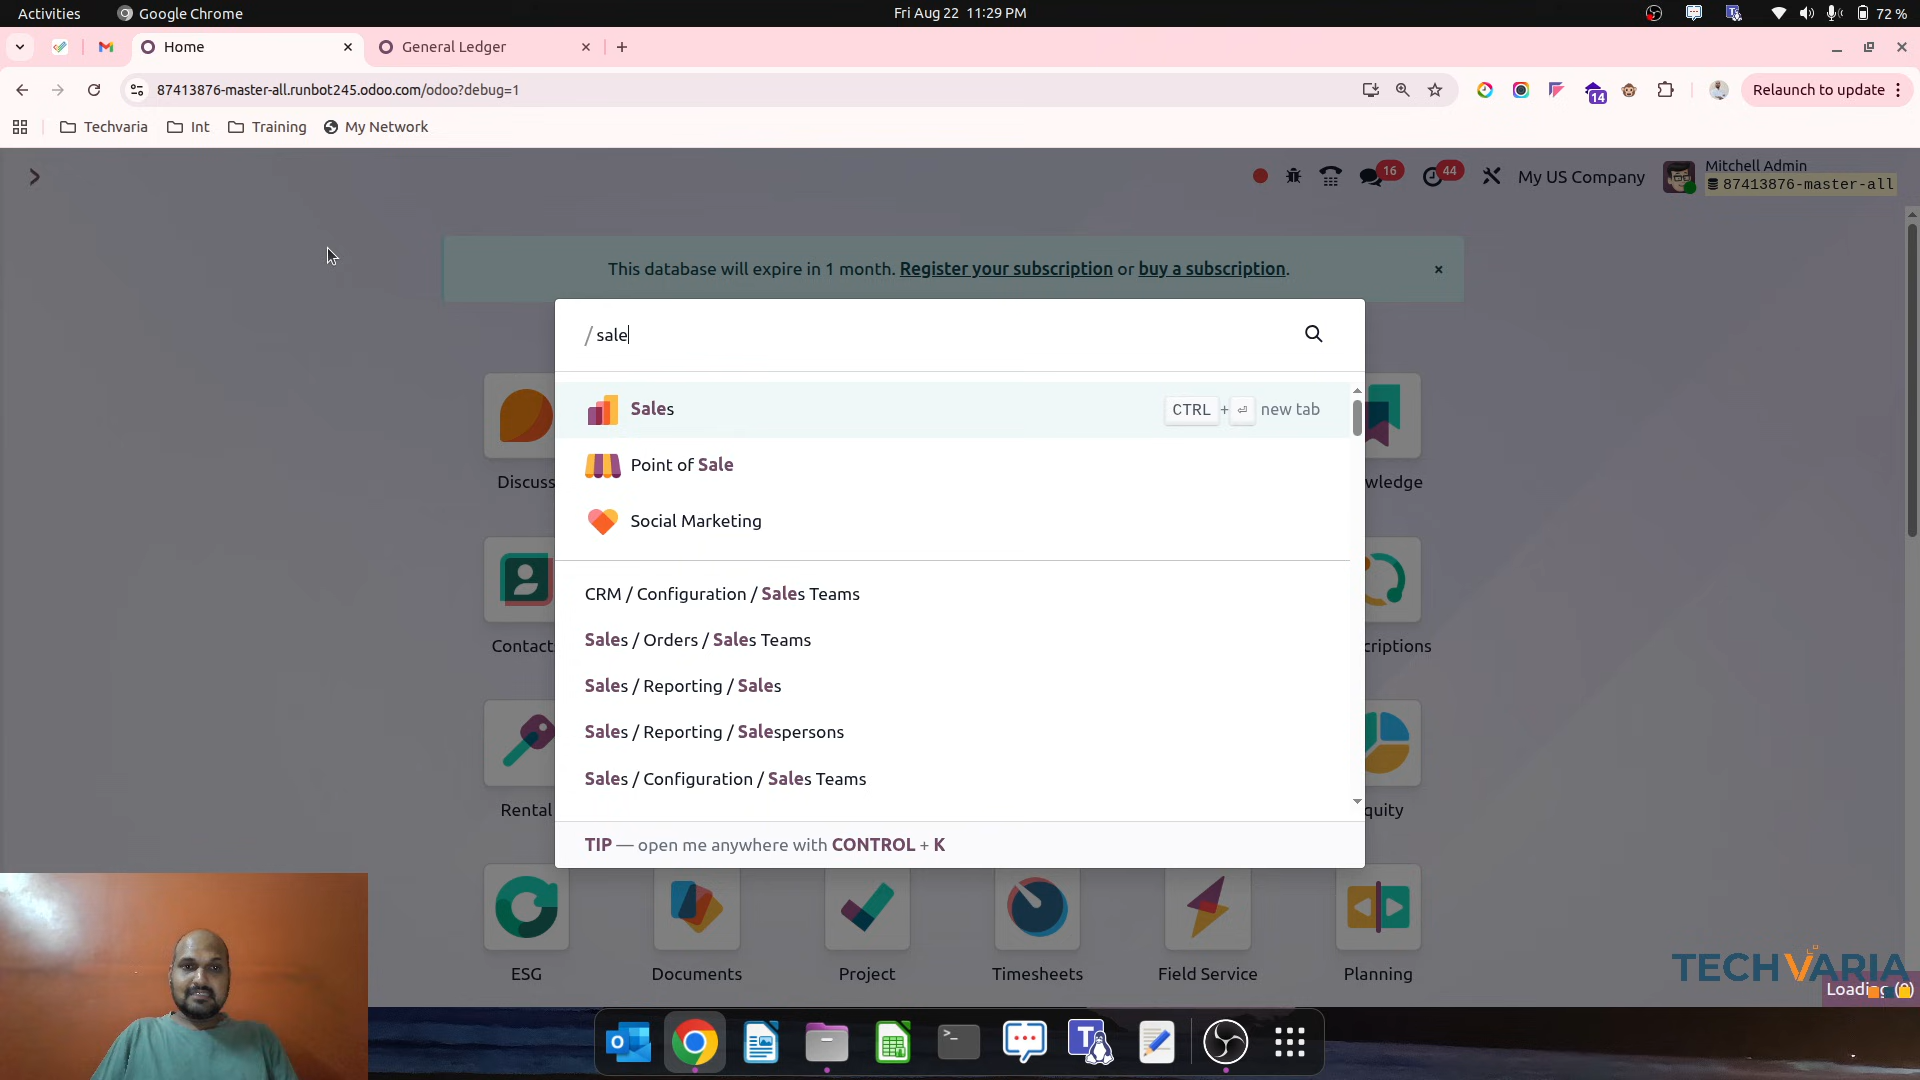 Activities
Google Chrome
Fri Aug 22 11:29 PM
72 %
Home
General Ledger
87413876-master-all.runbot245.odoo.com/odoo?debug=1
14
Relaunch to update
Techvaria
Int
Training
My Network
16
44
My US Company
Mitchell Admin
87413876-master-all
This database will expire in 1 month. Register your subscription or buy a subscription.
/ sale
Sales
CTRL + ⏎ new tab
Point of Sale
Social Marketing
CRM / Configuration / Sales Teams
Sales / Orders / Sales Teams
Sales / Reporting / Sales
Sales / Reporting / Salespersons
Sales / Configuration / Sales Teams
TIP — open me anywhere with CONTROL + K
Discuss
wledge
Contact
criptions
Rental
quity
ESG
Documents
Project
Timesheets
Field Service
Planning
TECHVARIA